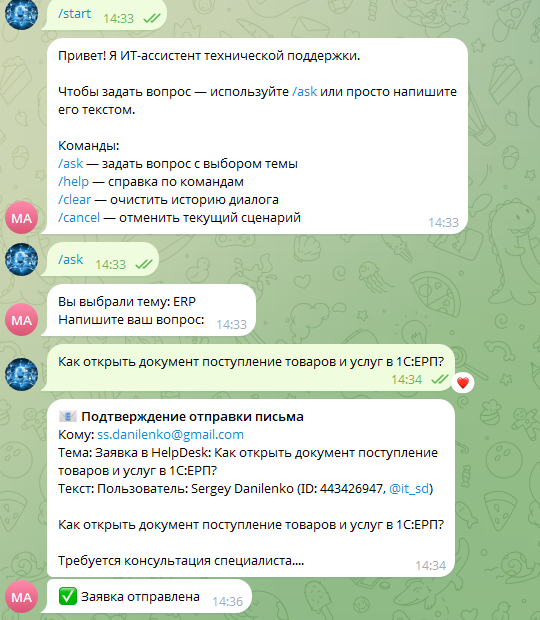 /start 14:33
Привет! Я ИТ-ассистент технической поддержки.
Чтобы задать вопрос — используйте /ask или просто напишите
его текстом.
Команды:
/ask — задать вопрос с выбором темы
/help — справка по командам
/clear — очистить историю диалога
/cancel — отменить текущий сценарий
14:33
MA
/ask 14:33
Вы выбрали тему: ERP
Напишите ваш вопрос: 14:33
MA
Как открыть документ поступление товаров и услуг в 1С:ЕРП?
14:34
Подтверждение отправки письма
Кому: ss.danilenko@gmail.com
Тема: Заявка в HelpDesk: Как открыть документ поступление
товаров и услуг в 1С:ЕРП?
Текст: Пользователь: Sergey Danilenko (ID: 443426947, @it_sd)
Как открыть документ поступление товаров и услуг в 1С:ЕРП?
Требуется консультация специалиста....
14:34
MA
Заявка отправлена 14:36